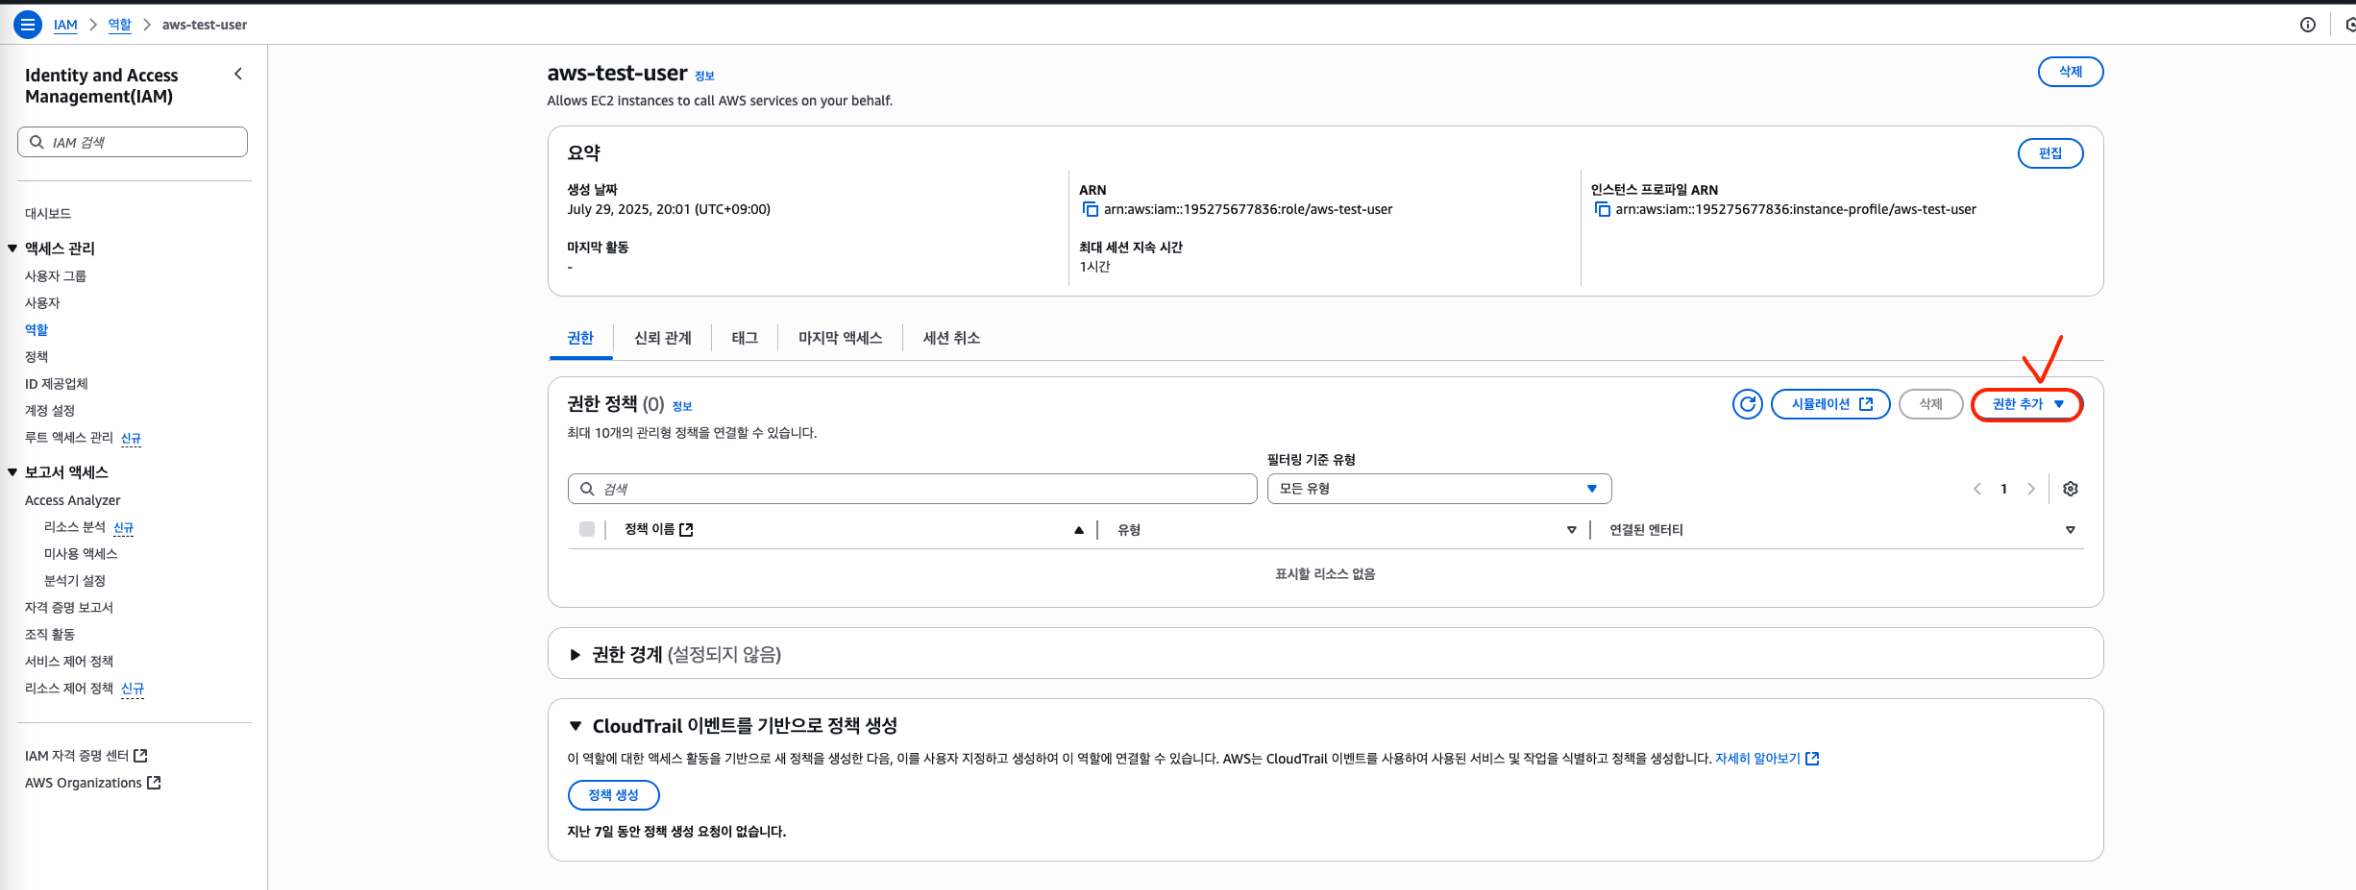 IAM > 역할 > aws-test-user
Identity and Access
Management(IAM)
IAM 검색
대시보드
액세스 관리
사용자 그룹
사용자
역할
정책
ID 제공업체
계정 설정
루트 액세스 관리 신규
보고서 액세스
Access Analyzer
리소스 분석 신규
미사용 액세스
분석기 설정
자격 증명 보고서
조직 활동
서비스 제어 정책
리소스 제어 정책 신규
IAM 자격 증명 센터
AWS Organizations
aws-test-user 정보
삭제
Allows EC2 instances to call AWS services on your behalf.
요약
편집
생성 날짜
July 29, 2025, 20:01 (UTC+09:00)
마지막 활동
-
ARN
arn:aws:iam::195275677836:role/aws-test-user
최대 세션 지속 시간
1시간
인스턴스 프로파일 ARN
arn:aws:iam::195275677836:instance-profile/aws-test-user
권한 신뢰 관계 태그 마지막 액세스 세션 취소
권한 정책 (0) 정보
시뮬레이션 삭제 권한 추가
최대 10개의 관리형 정책을 연결할 수 있습니다.
필터링 기준 유형
검색 모든 유형 1
정책 이름 유형 연결된 엔터티
표시할 리소스 없음
권한 경계 (설정되지 않음)
CloudTrail 이벤트를 기반으로 정책 생성
이 역할에 대한 액세스 활동을 기반으로 새 정책을 생성한 다음, 이를 사용자 지정하고 생성하여 이 역할에 연결할 수 있습니다. AWS는 CloudTrail 이벤트를 사용하여 사용된 서비스 및 작업을 식별하고 정책을 생성합니다. 자세히 알아보기
정책 생성
지난 7일 동안 정책 생성 요청이 없습니다.